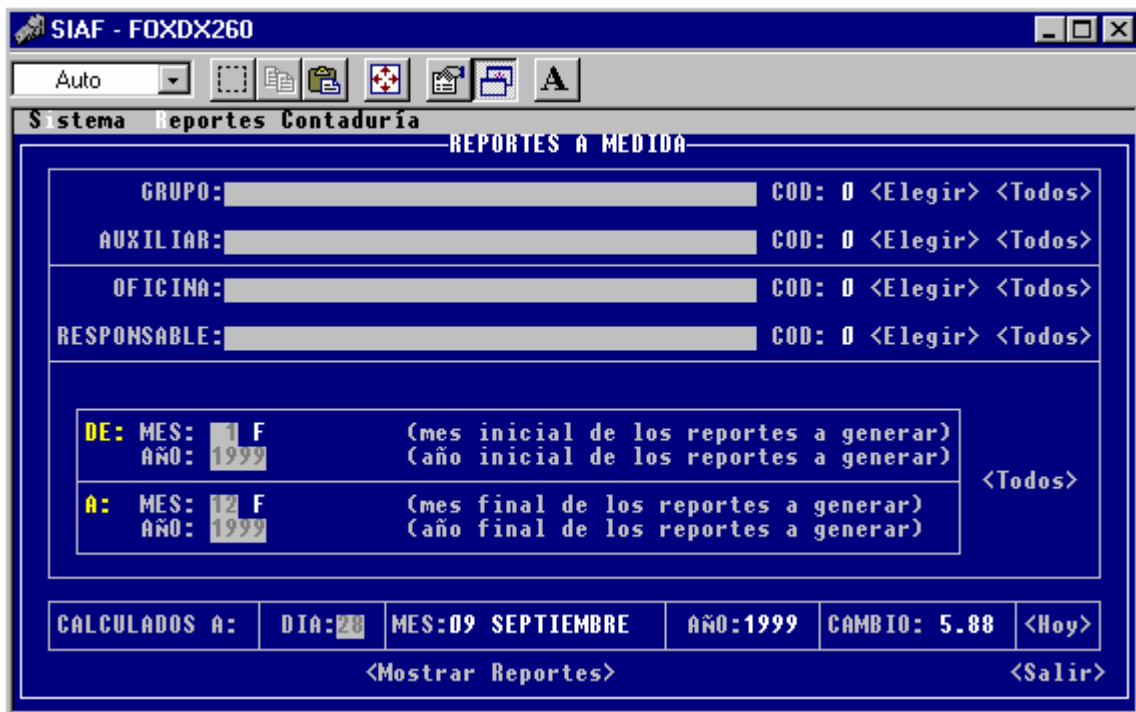 SIAF - FOXDX260
Auto
A
Sistema Reportes Contaduría
REPORTES A MEDIDA
GRUPO: COD: 0 <Elegir> <Todos>
AUXILIAR: COD: 0 <Elegir> <Todos>
OFICINA: COD: 0 <Elegir> <Todos>
RESPONSABLE: COD: 0 <Elegir> <Todos>
DE: MES: 1 F (mes inicial de los reportes a generar)
AÑO: 1999 (año inicial de los reportes a generar)
<Todos>
A: MES: 12 F (mes final de los reportes a generar)
AÑO: 1999 (año final de los reportes a generar)
CALCULADOS A: DIA:28 MES:09 SEPTIEMBRE AÑO:1999 CAMBIO: 5.88 <Hoy>
<Mostrar Reportes> <Salir>